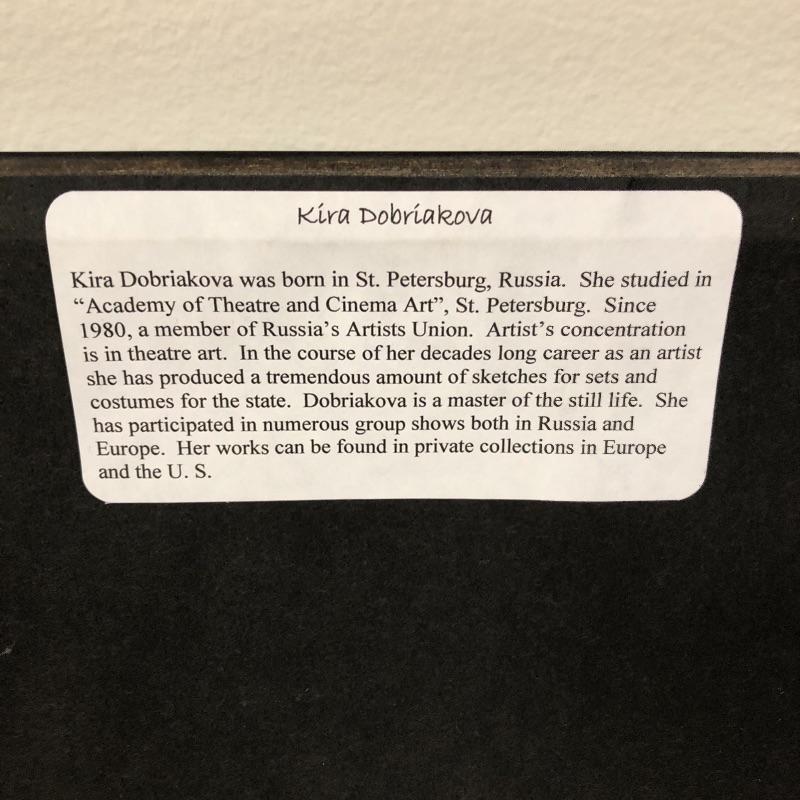 Kira Dobriakova
Kira Dobriakova was born in St. Petersburg, Russia. She studied in
“Academy of Theatre and Cinema Art”, St. Petersburg. Since
1980, a member of Russia’s Artists Union. Artist’s concentration
is in theatre art. In the course of her decades long career as an artist
she has produced a tremendous amount of sketches for sets and
costumes for the state. Dobriakova is a master of the still life. She
has participated in numerous group shows both in Russia and
Europe. Her works can be found in private collections in Europe
and the U. S.